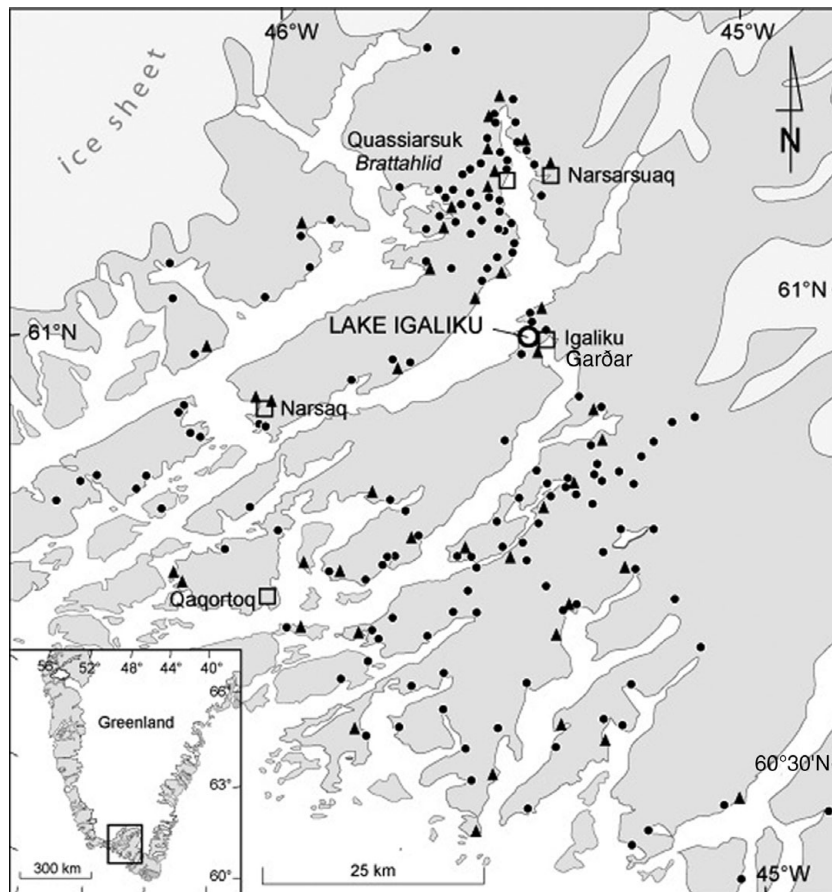 46°W
45°W
ice sheet
N
Quassiarsuk
Brattahlid
Narsarsuaq
61°N
61°N
LAKE IGALIKU
Igaliku
Garðar
Narsaq
Qaqortoq
56° 52° 48° 44° 40°
66°
Greenland
63°
60°
300 km
25 km
60°30'N
45°W